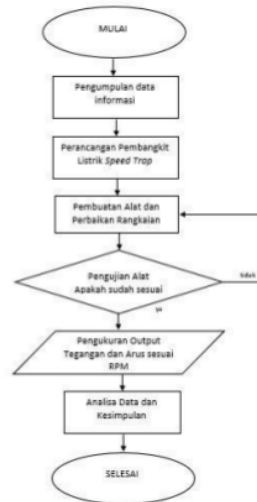 MULAI
Pengumpulan data
informasi
Perancangan Pembangkit
Listrik Speed Trap
Pembuatan Alat dan
Perbaikan Rangkaian
Pengujian Alat
Apakah sudah sesuai
tidak
ya
Pengukuran Output
Tegangan dan Arus sesuai
RPM
Analisa Data dan
Kesimpulan
SELESAI